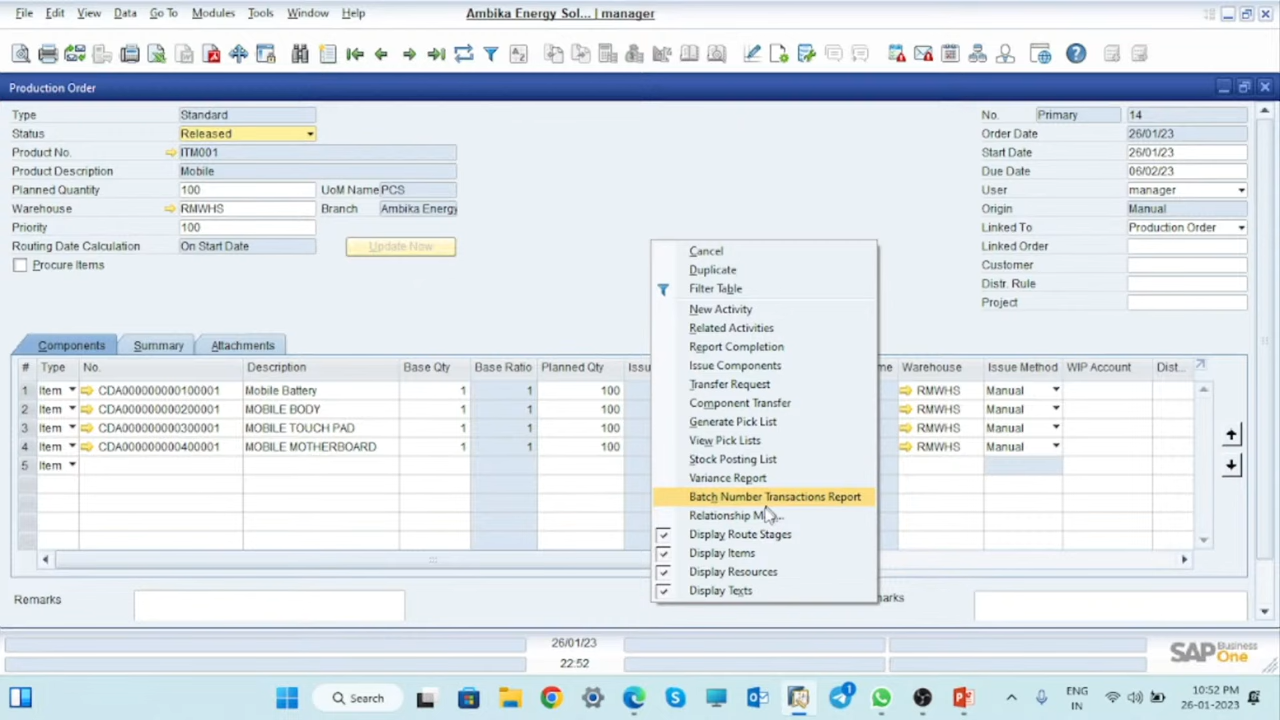 File Edit View Data Go To Modules Tools Window Help Ambika Energy Sol... | manager
Production Order
Type Standard No. Primary 14
Status Released Order Date 26/01/23
Product No. ITM001 Start Date 26/01/23
Product Description Mobile Due Date 06/02/23
Planned Quantity 100 UoM Name PCS User manager
Warehouse RMWHS Branch Ambika Energy Origin Manual
Priority 100 Linked To Production Order
Routing Date Calculation On Start Date Update Now Linked Order
Procure Items Customer
Distr. Rule
Project
Cancel
Duplicate
Filter Table
New Activity
Related Activities
Report Completion
Issue Components
Transfer Request
Component Transfer
Generate Pick List
View Pick Lists
Stock Posting List
Variance Report
Batch Number Transactions Report
Relationship M...
Display Route Stages
Display Items
Display Resources
Display Texts
Components Summary Attachments
# Type No. Description Base Qty Base Ratio Planned Qty Warehouse Issue Method WIP Account Dist...
1 Item CDA000000000100001 Mobile Battery 1 1 100 RMWHS Manual
2 Item CDA000000000200001 MOBILE BODY 1 1 100 RMWHS Manual
3 Item CDA000000000300001 MOBILE TOUCH PAD 1 1 100 RMWHS Manual
4 Item CDA000000000400001 MOBILE MOTHERBOARD 1 1 100 RMWHS Manual
5 Item
Remarks
26/01/23
22:52
SAP Business One
Search ENG IN 10:52 PM 26-01-2023